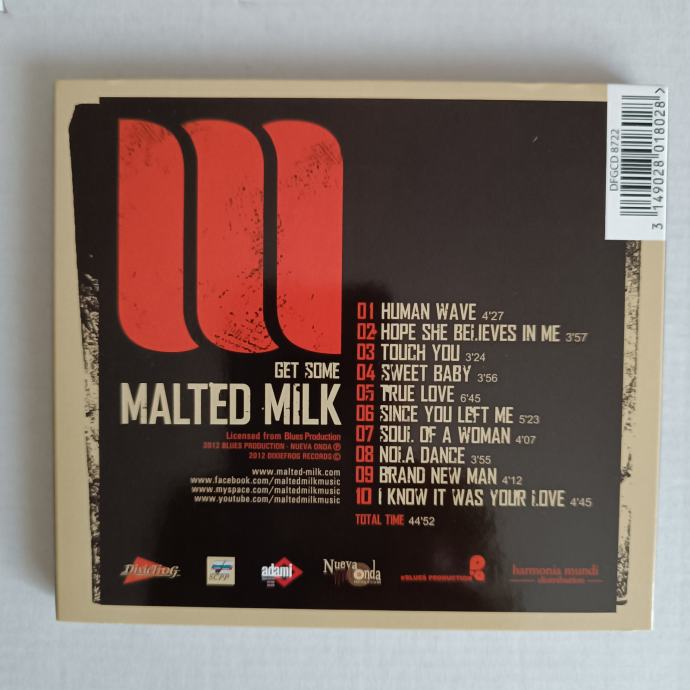 DFGCD 8722
3 149028 018028 >
GET SOME
MALTED MILK
Licensed from Blues Production
2012 BLUES PRODUCTION - NUEVA ONDA Ⓟ
2012 DIXIEFROG RECORDS ©
www.malted-milk.com
www.facebook.com/maltedmilkmusic
www.myspace.com/maltedmilkmusic
www.youtube.com/maltedmilkmusic
01 HUMAN WAVE 4'27
02 HOPE SHE BELIEVES IN ME 3'57
03 TOUCH YOU 3'24
04 SWEET BABY 3'56
05 TRUE LOVE 6'45
06 SINCE YOU LEFT ME 5'23
07 SOUL OF A WOMAN 4'07
08 NOLA DANCE 3'55
09 BRAND NEW MAN 4'12
10 I KNOW IT WAS YOUR LOVE 4'45
TOTAL TIME 44'52
Dixiefrog
SCPP
adami
Nueva Onda
BLUES PRODUCTION
harmonia mundi
distribution